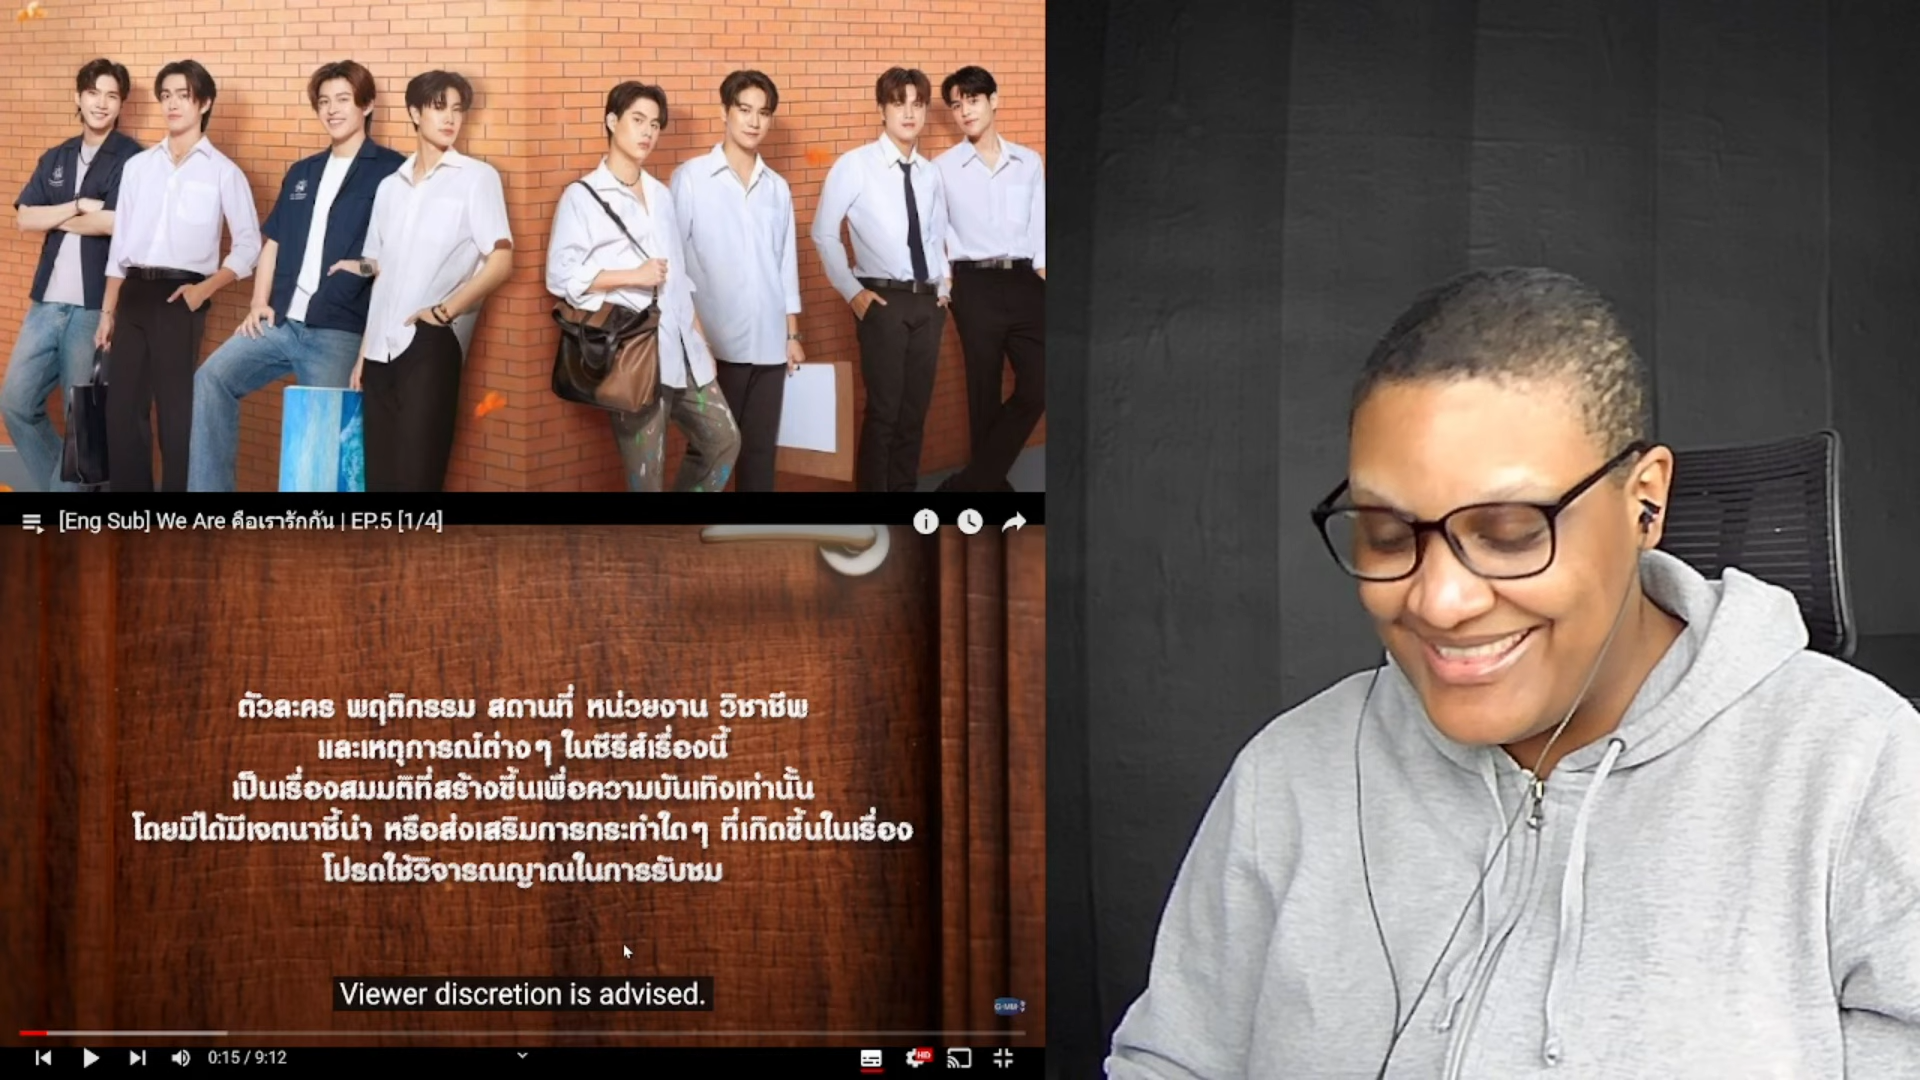 [Eng Sub] We Are คือเรารักกัน | EP.5 [1/4]
ตัวละคร พฤติกรรม สถานที่ หน่วยงาน วิชาชีพ
และเหตุการณ์ต่างๆ ในซีรีส์เรื่องนี้
เป็นเรื่องสมมติที่สร้างขึ้นเพื่อความบันเทิงเท่านั้น
โดยมิได้มีเจตนาชี้นำ หรือส่งเสริมการกระทำใดๆ ที่เกิดขึ้นในเรื่อง
โปรดใช้วิจารณญาณในการรับชม
Viewer discretion is advised.
0:15 / 9:12
HD